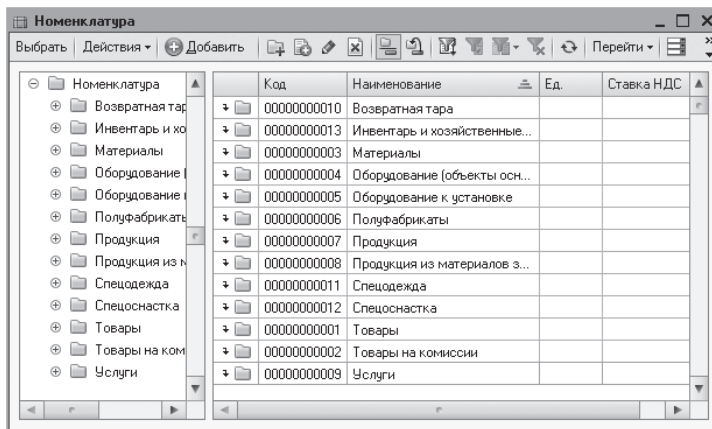 Номенклатура
Выбрать Действия Добавить Перейти
Номенклатура
Возвратная тар
Инвентарь и хо
Материалы
Оборудование (
Оборудование
Полуфабрикаты
Продукция
Продукция из м
Спецодежда
Спецоснастка
Товары
Товары на ком
Услуги
Код Наименование Ед. Ставка НДС
00000000010 Возвратная тара
00000000013 Инвентарь и хозяйственные...
00000000003 Материалы
00000000004 Оборудование (объекты осн...
00000000005 Оборудование к установке
00000000006 Полуфабрикаты
00000000007 Продукция
00000000008 Продукция из материалов з...
00000000011 Спецодежда
00000000012 Спецоснастка
00000000001 Товары
00000000002 Товары на комиссии
00000000009 Услуги